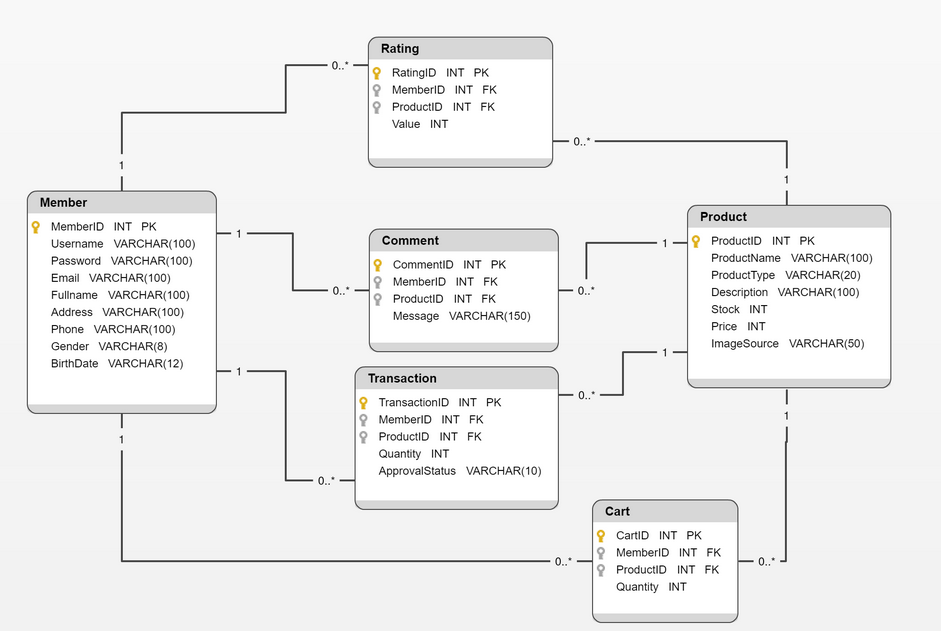 Rating
RatingID INT PK
MemberID INT FK
ProductID INT FK
Value INT
0..*
0..*
1
1
Member
MemberID INT PK
Username VARCHAR(100)
Password VARCHAR(100)
Email VARCHAR(100)
Fullname VARCHAR(100)
Address VARCHAR(100)
Phone VARCHAR(100)
Gender VARCHAR(8)
BirthDate VARCHAR(12)
1
0..*
Comment
CommentID INT PK
MemberID INT FK
ProductID INT FK
Message VARCHAR(150)
0..*
1
Product
ProductID INT PK
ProductName VARCHAR(100)
ProductType VARCHAR(20)
Description VARCHAR(100)
Stock INT
Price INT
ImageSource VARCHAR(50)
1
0..*
Transaction
TransactionID INT PK
MemberID INT FK
ProductID INT FK
Quantity INT
ApprovalStatus VARCHAR(10)
0..*
1
1
1
0..*
Cart
CartID INT PK
MemberID INT FK
ProductID INT FK
Quantity INT
0..*